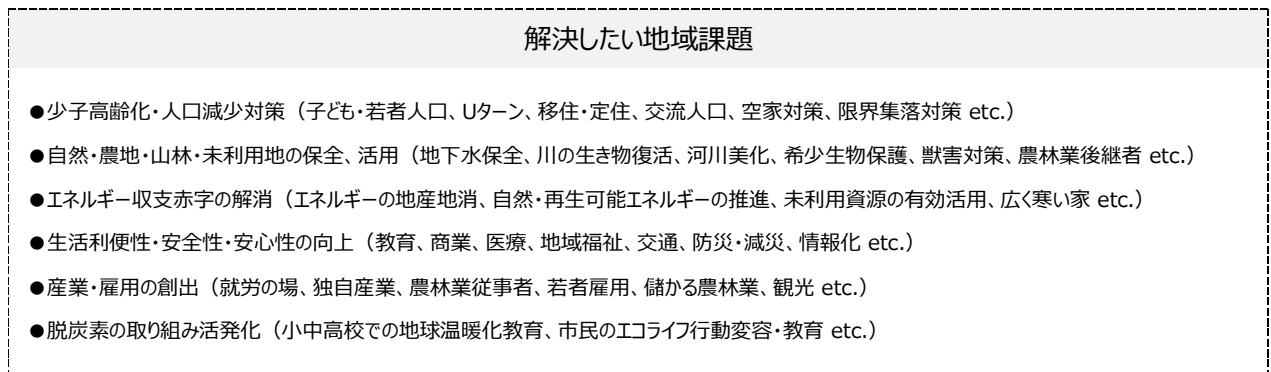 解決したい地域課題
●少子高齢化・人口減少対策（子ども・若者人口、Uターン、移住・定住、交流人口、空家対策、限界集落対策 etc.）
●自然・農地・山林・未利用地の保全、活用（地下水保全、川の生き物復活、河川美化、希少生物保護、獣害対策、農林業後継者 etc.）
●エネルギー収支赤字の解消（エネルギーの地産地消、自然・再生可能エネルギーの推進、未利用資源の有効活用、広く寒い家 etc.）
●生活利便性・安全性・安心性の向上（教育、商業、医療、地域福祉、交通、防災・減災、情報化 etc.）
●産業・雇用の創出（就労の場、独自産業、農林業従事者、若者雇用、儲かる農林業、観光 etc.）
●脱炭素の取り組み活発化（小中高校での地球温暖化教育、市民のエコライフ行動変容・教育 etc.）